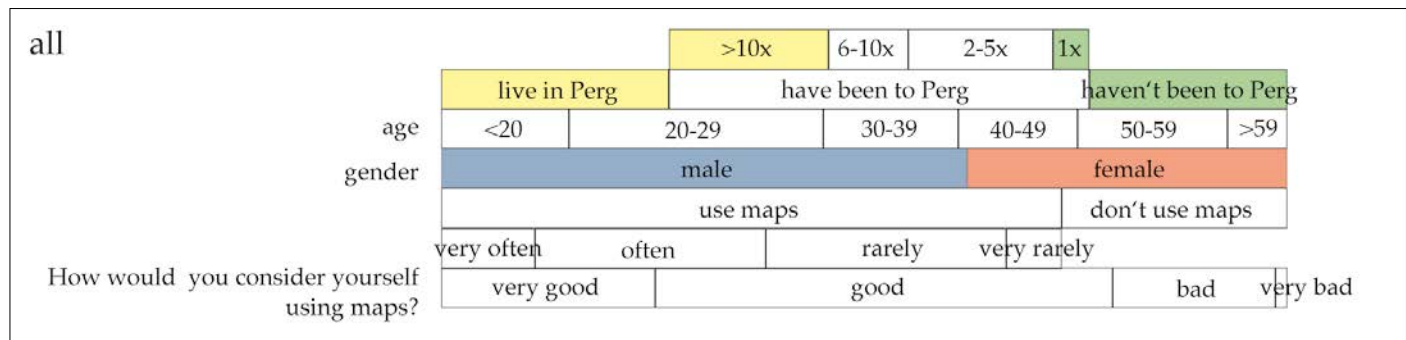 all
>10x 6-10x 2-5x 1x
live in Perg have been to Perg haven't been to Perg
age <20 20-29 30-39 40-49 50-59 >59
gender male female
use maps don't use maps
very often often rarely very rarely
How would you consider yourself
using maps?
very good good bad very bad